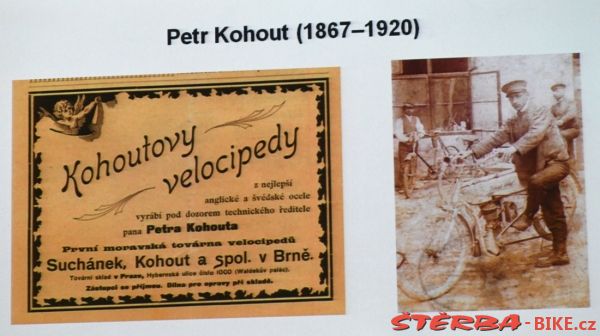 Petr Kohout (1867–1920)
Kohoutovy
velocipedy
z nejlepší
anglické a švédské ocele
vyrábí pod dozorem technického ředitele
pana Petra Kohouta
První moravská továrna velocipedů
Suchánek, Kohout a spol. v Brně.
Tovární sklad v Praze, Hybernská ulice číslo 1000 (Waldekův palác).
Zástupci se přijmou. Dílna pro opravy při skladě.
ŠTĚRBA-BIKE.cz